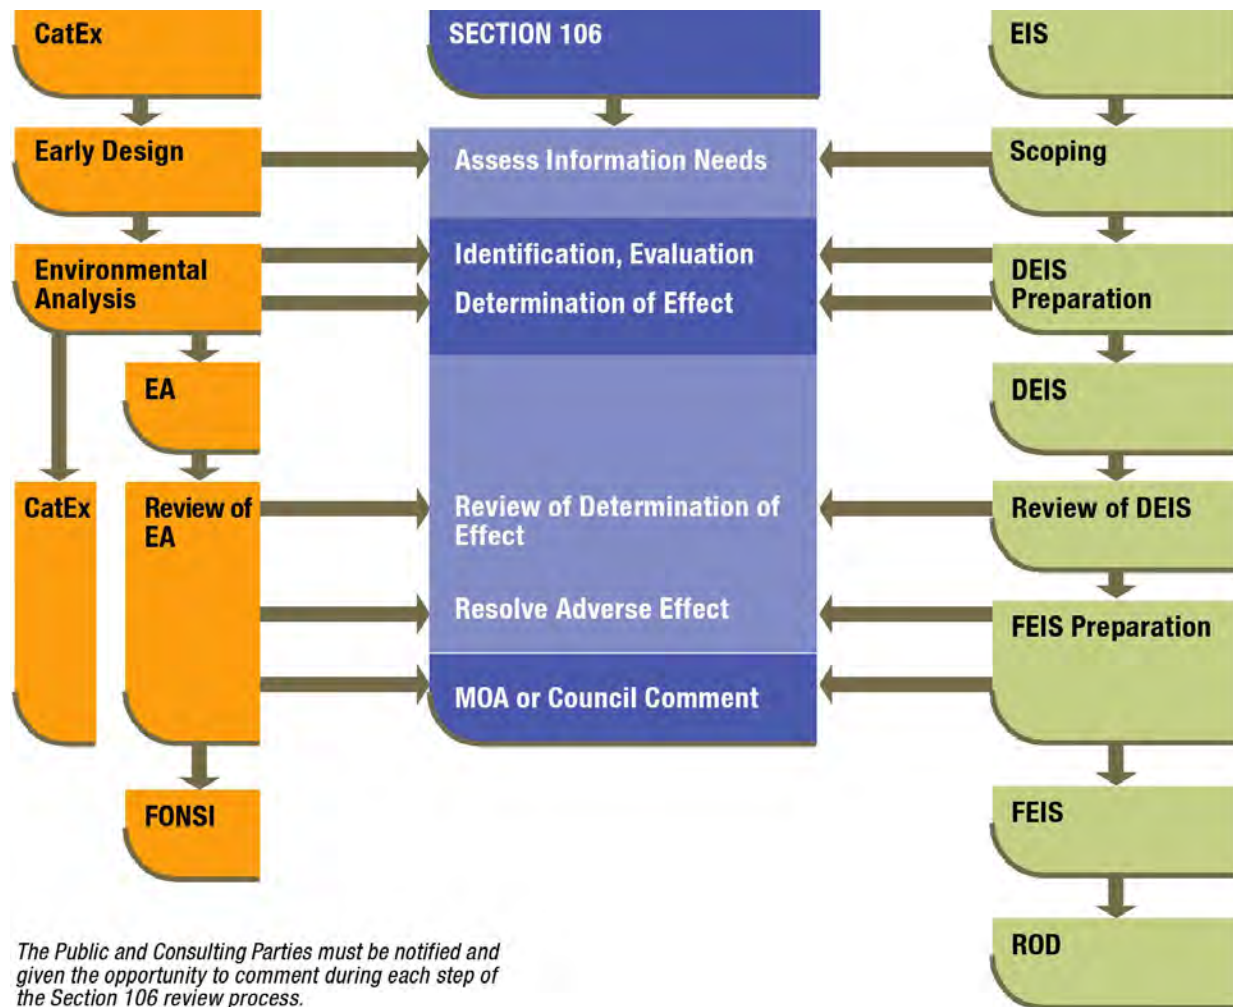 CatEx
Early Design
Environmental
Analysis
EA
CatEx
Review of
EA
FONSI
SECTION 106
Assess Information Needs
Identification, Evaluation
Determination of Effect
Review of Determination of
Effect
Resolve Adverse Effect
MOA or Council Comment
EIS
Scoping
DEIS
Preparation
DEIS
Review of DEIS
FEIS Preparation
FEIS
ROD
The Public and Consulting Parties must be notified and
given the opportunity to comment during each step of
the Section 106 review process.